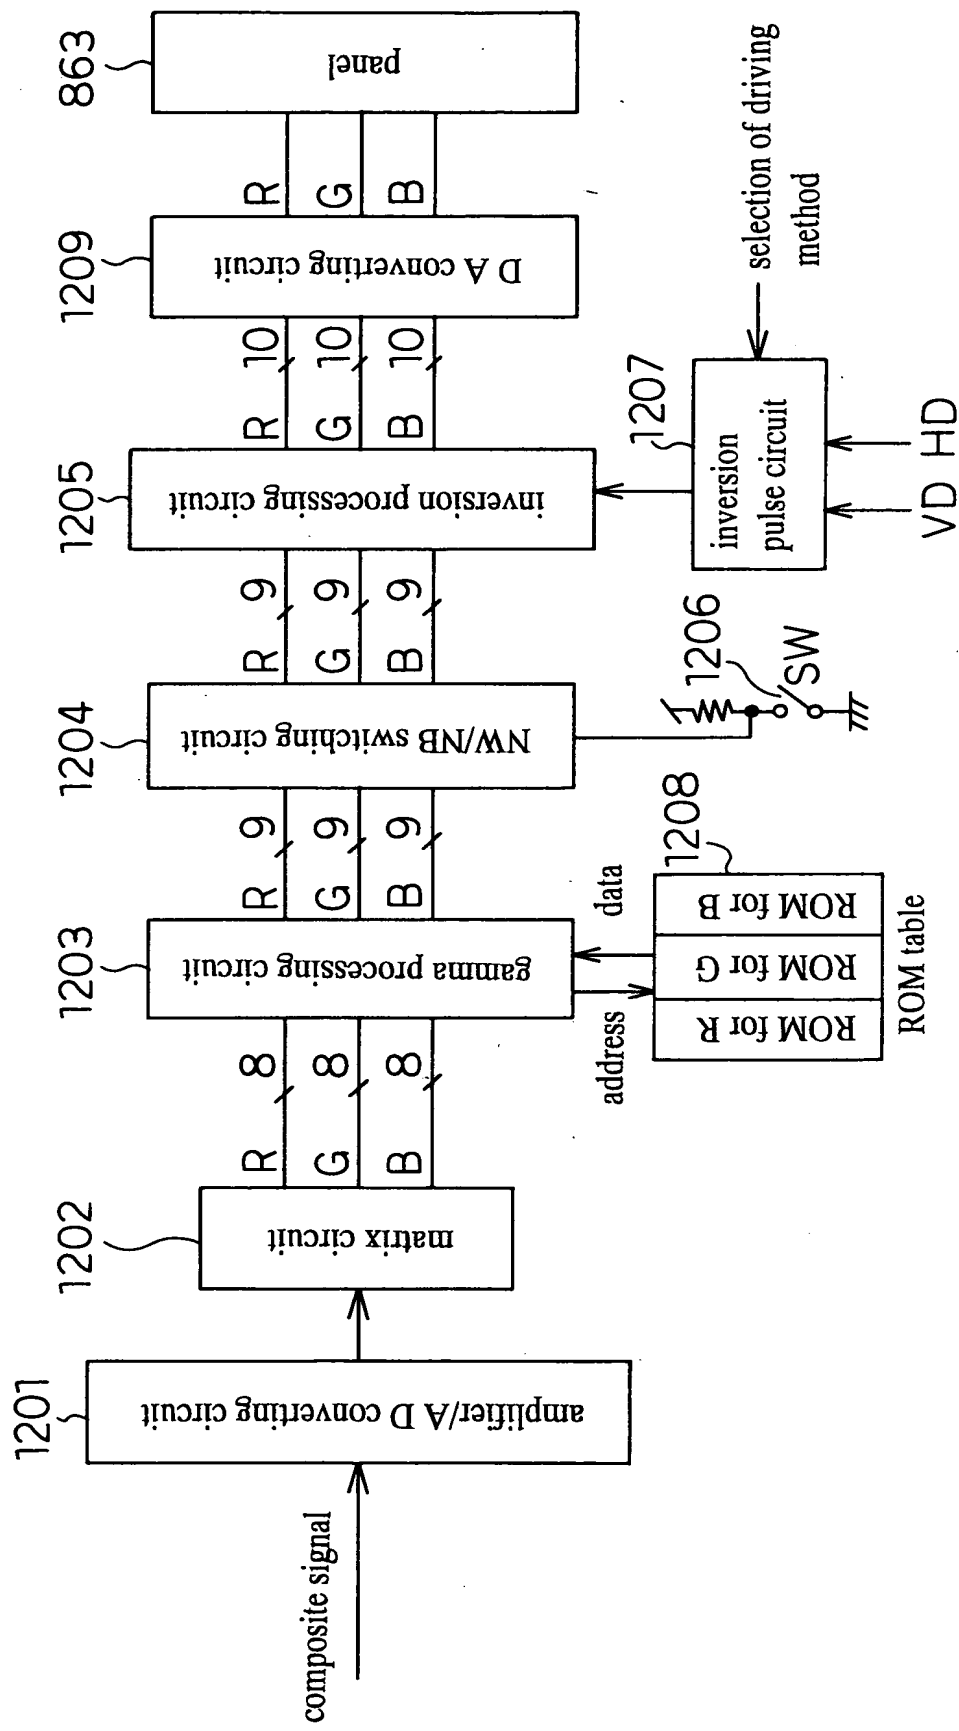 composite signal
1201
amplifier/A D converting circuit
1202
matrix circuit
R 8
G 8
B 8
1203
gamma processing circuit
address
data
ROM for R
ROM for G
ROM for B
1208
ROM table
R 9
G 9
B 9
1204
NW/NB switching circuit
1206
SW
R 9
G 9
B 9
1205
inversion processing circuit
1207
inversion
pulse circuit
VD
HD
selection of driving
method
R 10
G 10
B 10
1209
D A converting circuit
R
G
B
863
panel